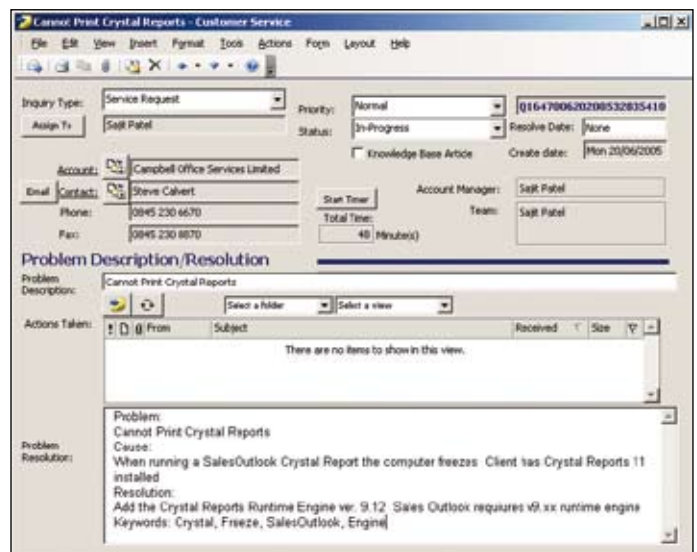 Cannot Print Crystal Reports - Customer Service
File Edit View Insert Format Tools Actions Form Layout Help
Inquiry Type: Service Request
Priority: Normal
Q164700620200532835410
Assign To Sajit Patel
Status: In-Progress
Resolve Date: None
Knowledge Base Article
Create date: Mon 20/06/2005
Account: Campbell Office Services Limited
Email Contact: Steve Calvert
Start Timer
Account Manager: Sajit Patel
Phone: 0845 230 6670
Total Time:
Team: Sajit Patel
Fax: 0845 230 8870
48 Minute(s)
Problem Description/Resolution
Problem Description: Cannot Print Crystal Reports
Select a folder Select a view
Actions Taken:
! From Subject Received Size
There are no items to show in this view.
Problem Resolution:
Problem:
Cannot Print Crystal Reports
Cause:
When running a SalesOutlook Crystal Report the computer freezes Client has Crystal Reports 11
installed
Resolution:
Add the Crystal Reports Runtime Engine ver. 9.12 Sales Outlook requiures v9.xx runtime engine
Keywords: Crystal, Freeze, SalesOutlook, Engine